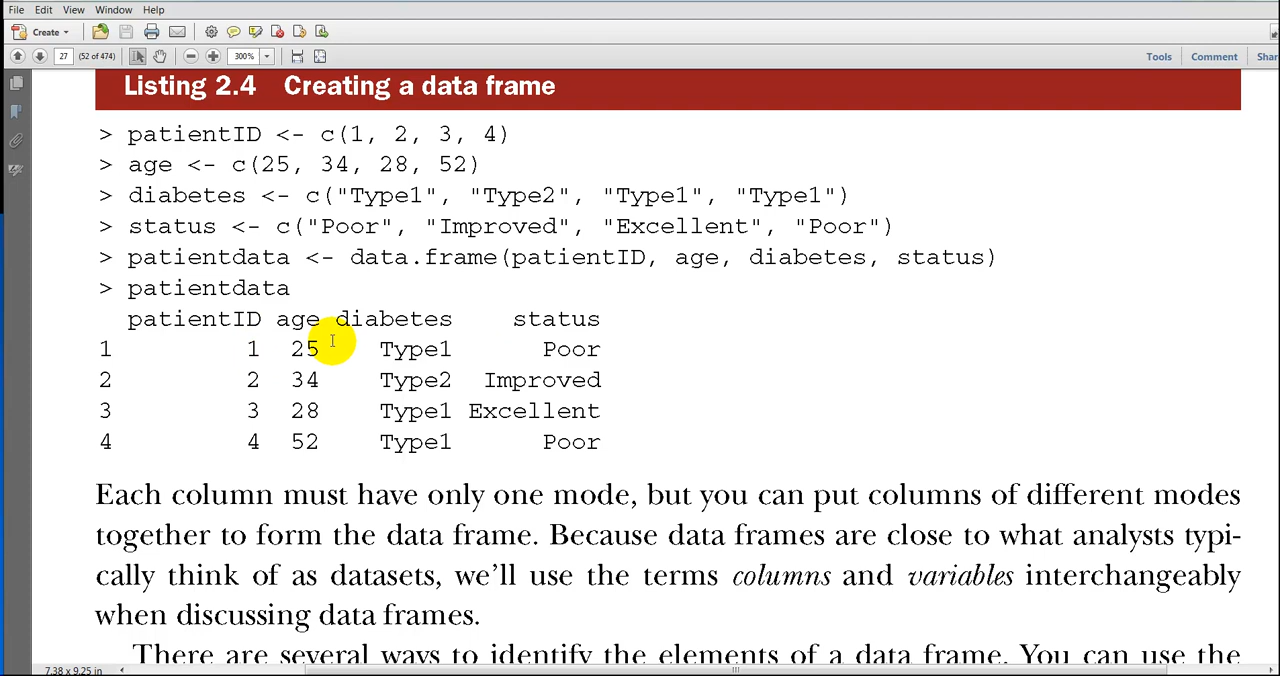 File Edit View Window Help
Create
27 (52 of 474) 300% Tools Comment
Listing 2.4 Creating a data frame
> patientID <- c(1, 2, 3, 4)
> age <- c(25, 34, 28, 52)
> diabetes <- c("Type1", "Type2", "Type1", "Type1")
> status <- c("Poor", "Improved", "Excellent", "Poor")
> patientdata <- data.frame(patientID, age, diabetes, status)
> patientdata
patientID age diabetes status
1 1 25 Type1 Poor
2 2 34 Type2 Improved
3 3 28 Type1 Excellent
4 4 52 Type1 Poor
Each column must have only one mode, but you can put columns of different modes
together to form the data frame. Because data frames are close to what analysts typi-
cally think of as datasets, we'll use the terms columns and variables interchangeably
when discussing data frames.
There are several ways to identify the elements of a data frame. You can use the
7.38 x 9.25 in